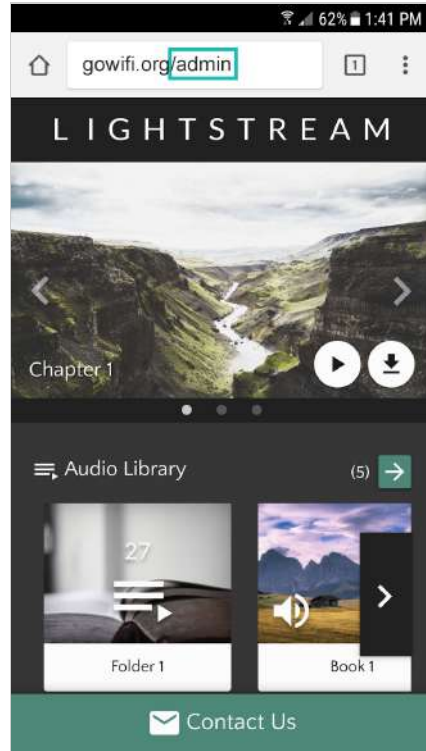 62% 1:41 PM
gowifi.org/admin
1
LIGHTSTREAM
Chapter 1
Audio Library
(5)
27
Folder 1
Book 1
Contact Us